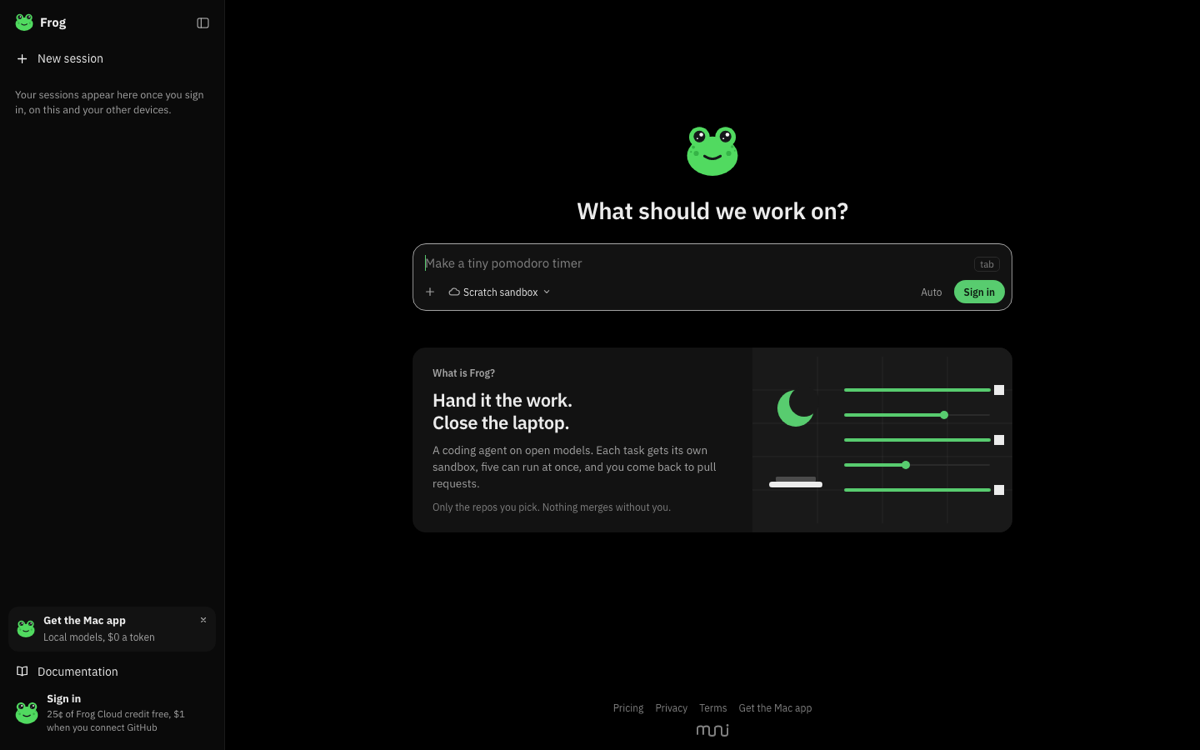 Frog
New session
Your sessions appear here once you sign
in, on this and your other devices.
What should we work on?
Make a tiny pomodoro timer
tab
Scratch sandbox
Auto
Sign in
What is Frog?
Hand it the work.
Close the laptop.
A coding agent on open models. Each task gets its own
sandbox, five can run at once, and you come back to pull
requests.
Only the repos you pick. Nothing merges without you.
Get the Mac app
Local models, $0 a token
Documentation
Sign in
25¢ of Frog Cloud credit free, $1
when you connect GitHub
Pricing
Privacy
Terms
Get the Mac app
muni